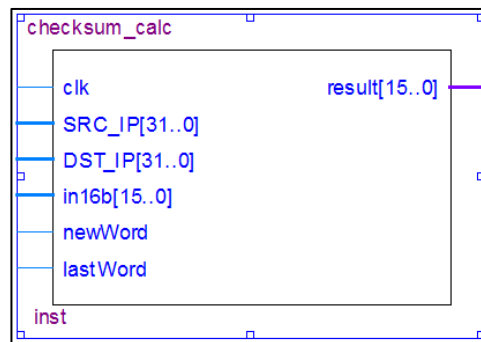 checksum_calc
clk result[15..0]
SRC_IP[31..0]
DST_IP[31..0]
in16b[15..0]
newWord
lastWord
inst